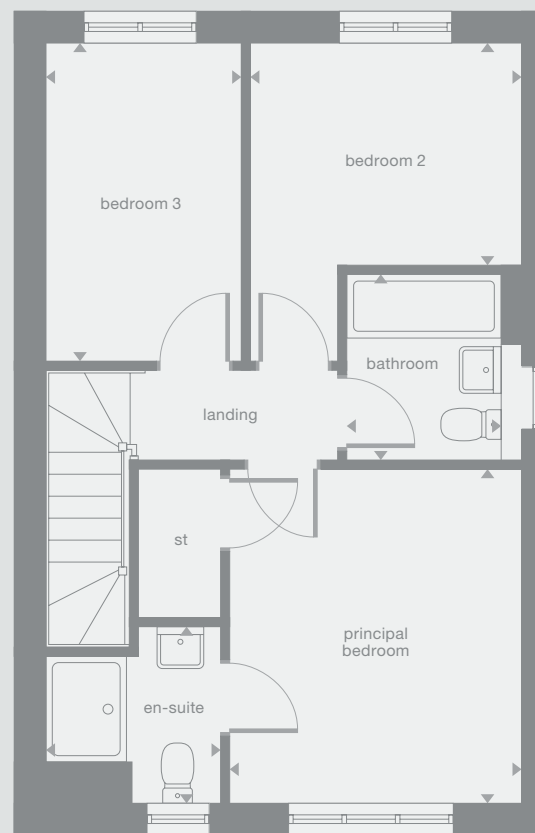 bedroom 2
bedroom 3
bathroom
landing
st
principal
bedroom
en-suite